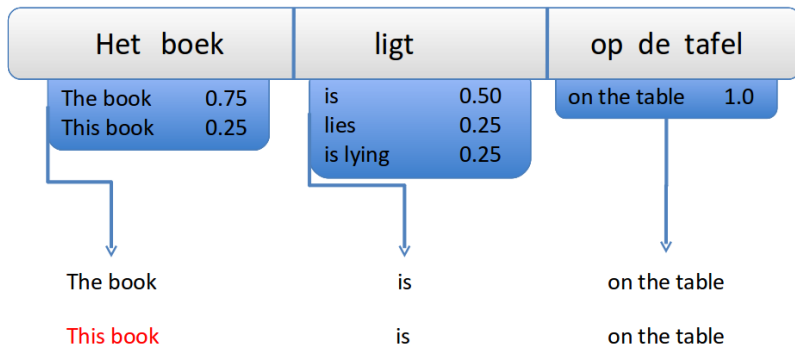 Het boek ligt op de tafel
The book 0.75 is 0.50 on the table 1.0
This book 0.25 lies 0.25
is lying 0.25
The book is on the table
This book is on the table